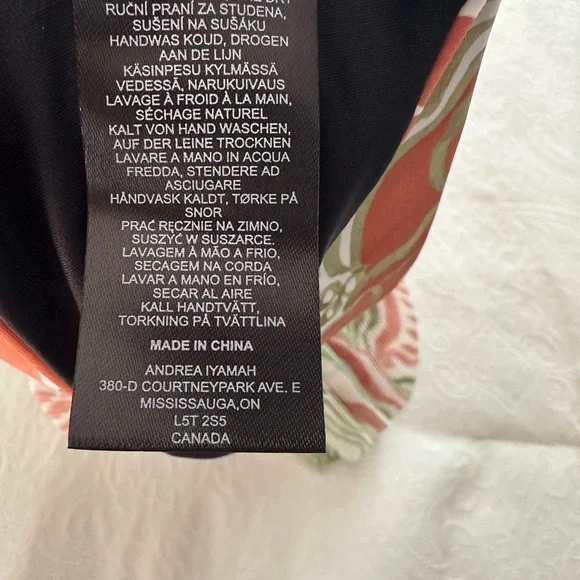 RUČNÍ PRANÍ ZA STUDENA,
SUŠENÍ NA SUŠÁKU
HANDWAS KOUD, DROGEN
AAN DE LIJN
KÄSINPESU KYLMÄSSÄ
VEDESSÄ, NARUKUIVAUS
LAVAGE À FROID À LA MAIN,
SÉCHAGE NATUREL
KALT VON HAND WASCHEN,
AUF DER LEINE TROCKNEN
LAVARE A MANO IN ACQUA
FREDDA, STENDERE AD
ASCIUGARE
HÅNDVASK KALDT, TØRKE PÅ
SNOR
PRAĆ RĘCZNIE NA ZIMNO,
SUSZYĆ W SUSZARCE.
LAVAGEM À MÃO A FRIO,
SECAGEM NA CORDA
LAVAR A MANO EN FRÍO,
SECAR AL AIRE
KALL HANDTVÄTT,
TORKNING PÅ TVÄTTLINA
MADE IN CHINA
ANDREA IYAMAH
380-D COURTNEYPARK AVE. E
MISSISSAUGA,ON
L5T 2S5
CANADA